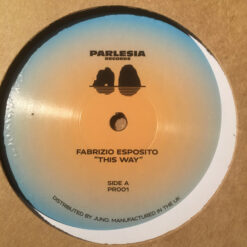 PARLESIA
RECORDS
FABRIZIO ESPOSITO
"THIS WAY"
SIDE A
PR001
DISTRIBUTED BY JUNO. MANUFACTURED IN THE UK